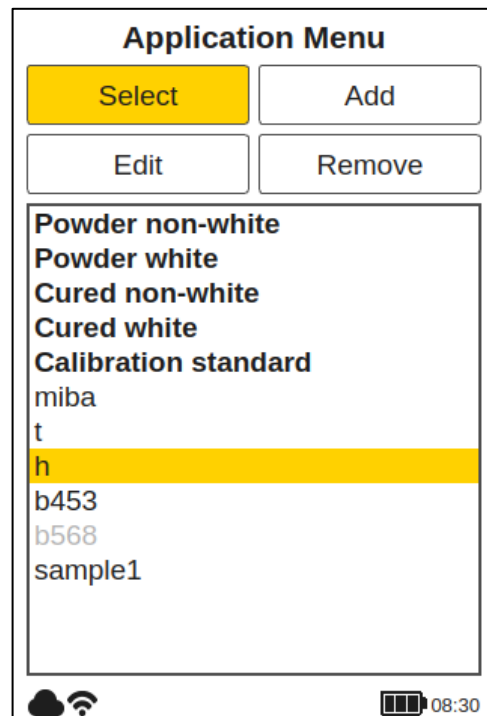 Application Menu
Select
Add
Edit
Remove
Powder non-white
Powder white
Cured non-white
Cured white
Calibration standard
miba
t
h
b453
b568
sample1
08:30